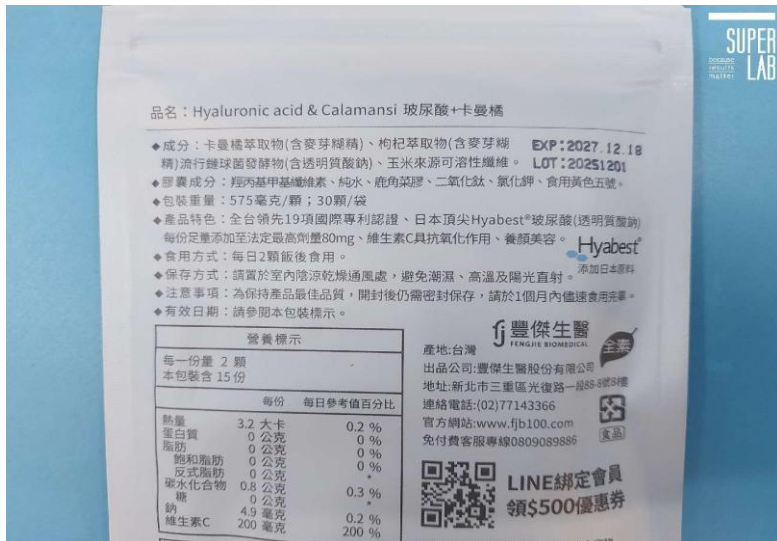 SUPER
because
results
matter
LAB
品名：Hyaluronic acid & Calamansi 玻尿酸+卡曼橘
◆成分：卡曼橘萃取物(含麥芽糊精)、枸杞萃取物(含麥芽糊
精)流行鏈球菌發酵物(含透明質酸鈉)、玉米來源可溶性纖維。
EXP:2027.12.18
LOT:20251201
◆膠囊成分：羥丙基甲基纖維素、純水、鹿角菜膠、二氧化鈦、氯化鉀、食用黃色五號。
◆包裝重量：575毫克/顆；30顆/袋
◆產品特色：全台領先19項國際專利認證、日本頂尖Hyabest®玻尿酸(透明質酸鈉)
每份足量添加至法定最高劑量80mg、維生素C具抗氧化作用、養顏美容。
Hyabest®
添加日本原料
◆食用方式：每日2顆飯後食用。
◆保存方式：請置於室內陰涼乾燥通風處，避免潮濕、高溫及陽光直射。
◆注意事項：為保持產品最佳品質，開封後仍需密封保存，請於1個月內儘速食用完畢。
◆有效日期：請參閱本包裝標示。
營養標示
每一份量 2 顆
本包裝含 15 份
每份 每日參考值百分比
熱量 3.2 大卡 0.2 %
蛋白質 0 公克 0 %
脂肪 0 公克 0 %
飽和脂肪 0 公克 0 %
反式脂肪 0 公克 *
碳水化合物 0.8 公克 0.3 %
糖 0 公克 *
鈉 4.9 毫克 0.2 %
維生素C 200 毫克 200 %
fj 豐傑生醫
FENGJIE BIOMEDICAL
全素
產地:台灣
出品公司:豐傑生醫股份有限公司
地址:新北市三重區光復路一段88-8號8樓
連絡電話:(02)77143366
官方網站:www.fjb100.com
免付費客服專線0809089886
食品
LINE綁定會員
領$500優惠券